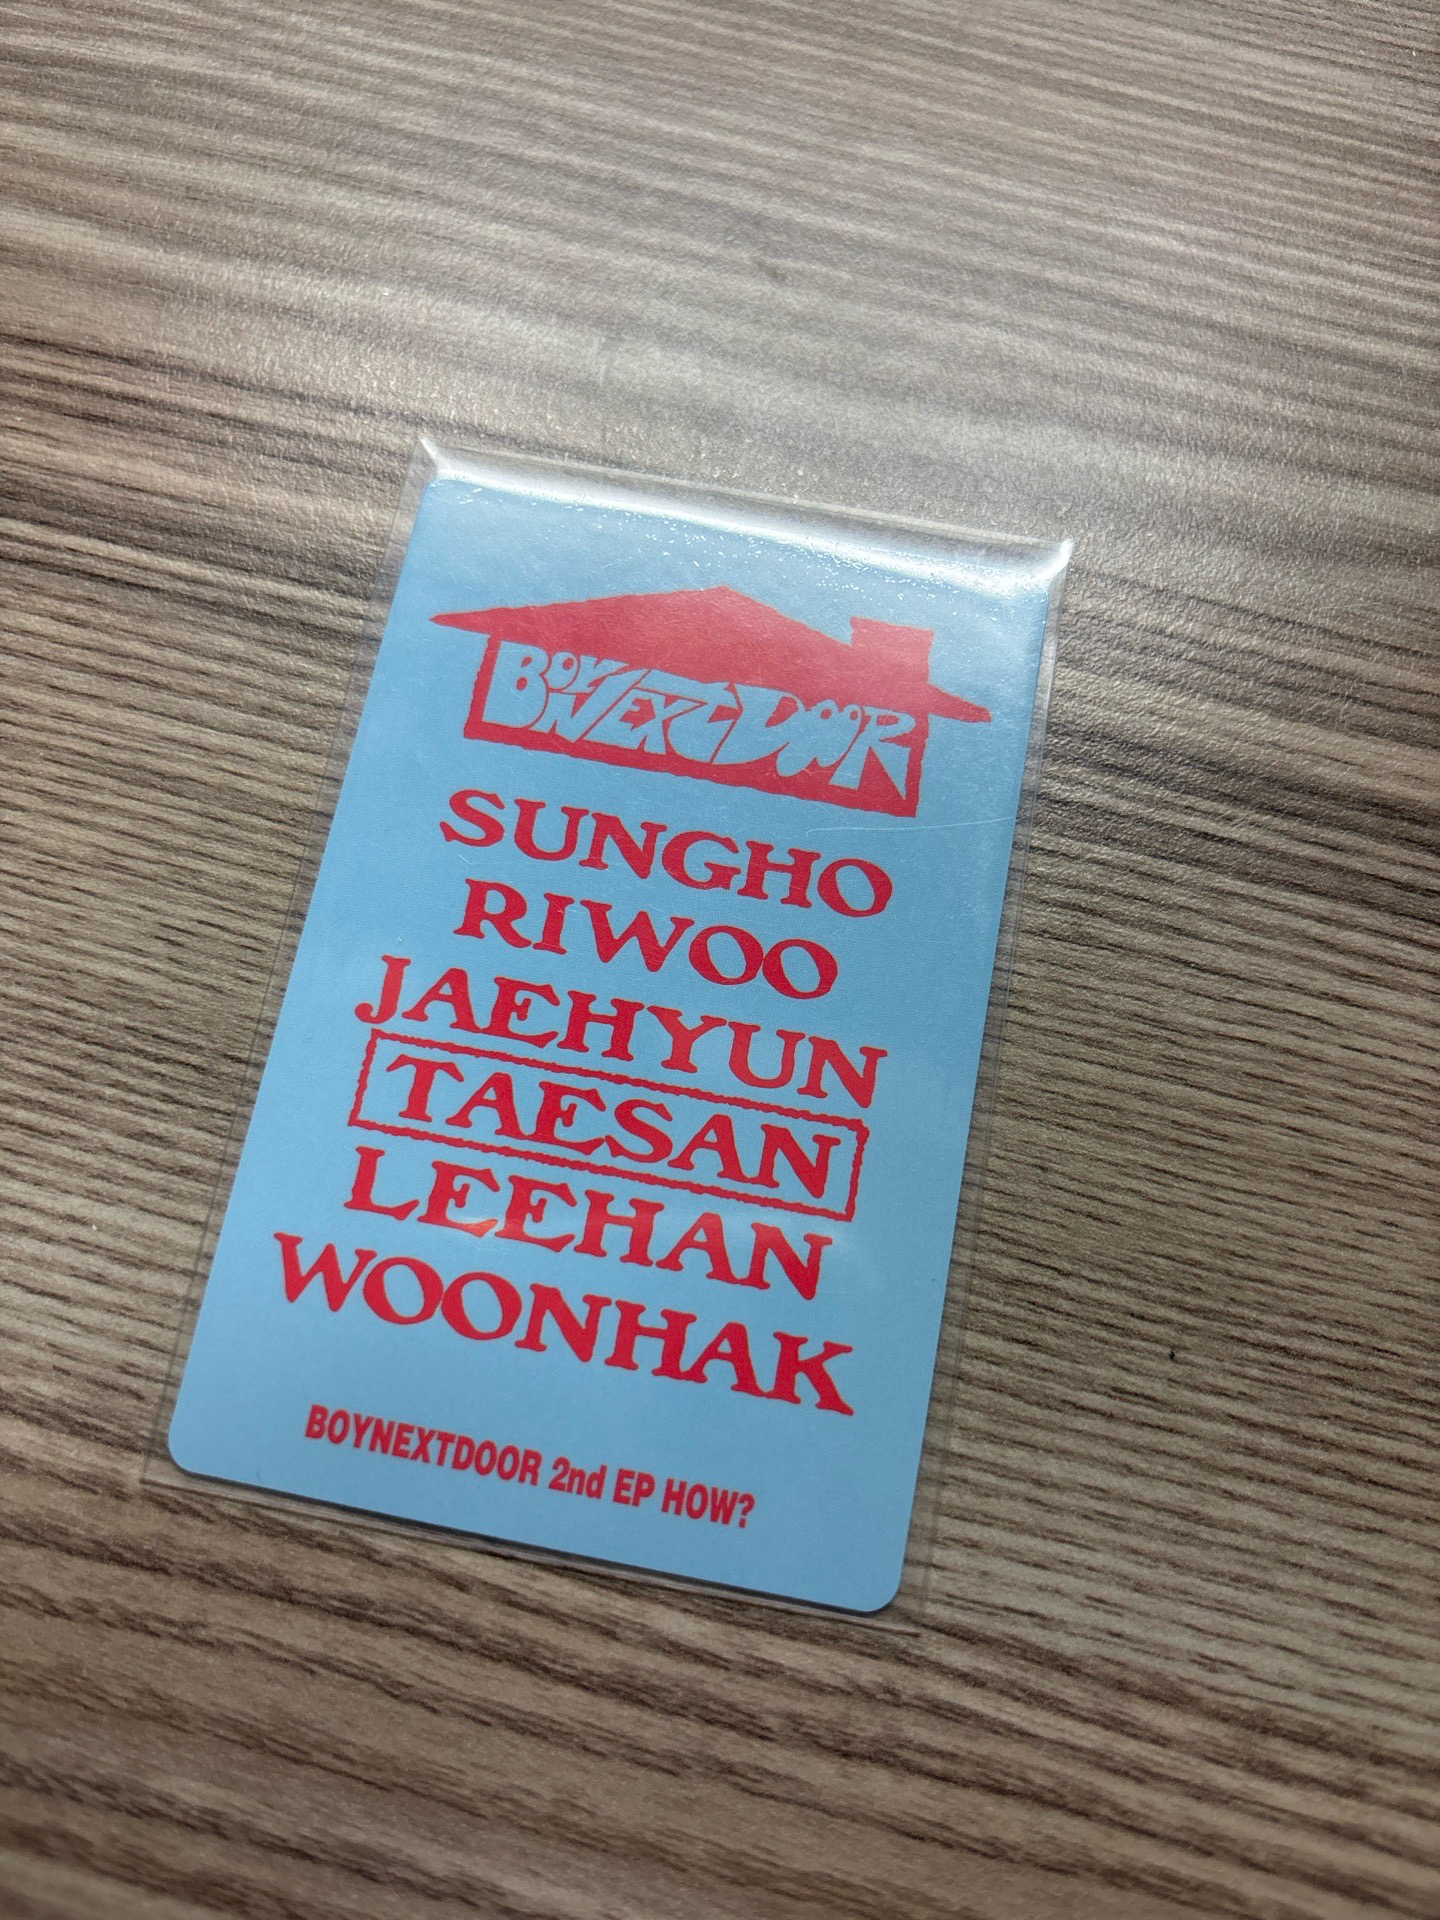 BOYNEXTDOOR
SUNGHO
RIWOO
JAEHYUN
TAESAN
LEEHAN
WOONHAK
BOYNEXTDOOR 2nd EP HOW?